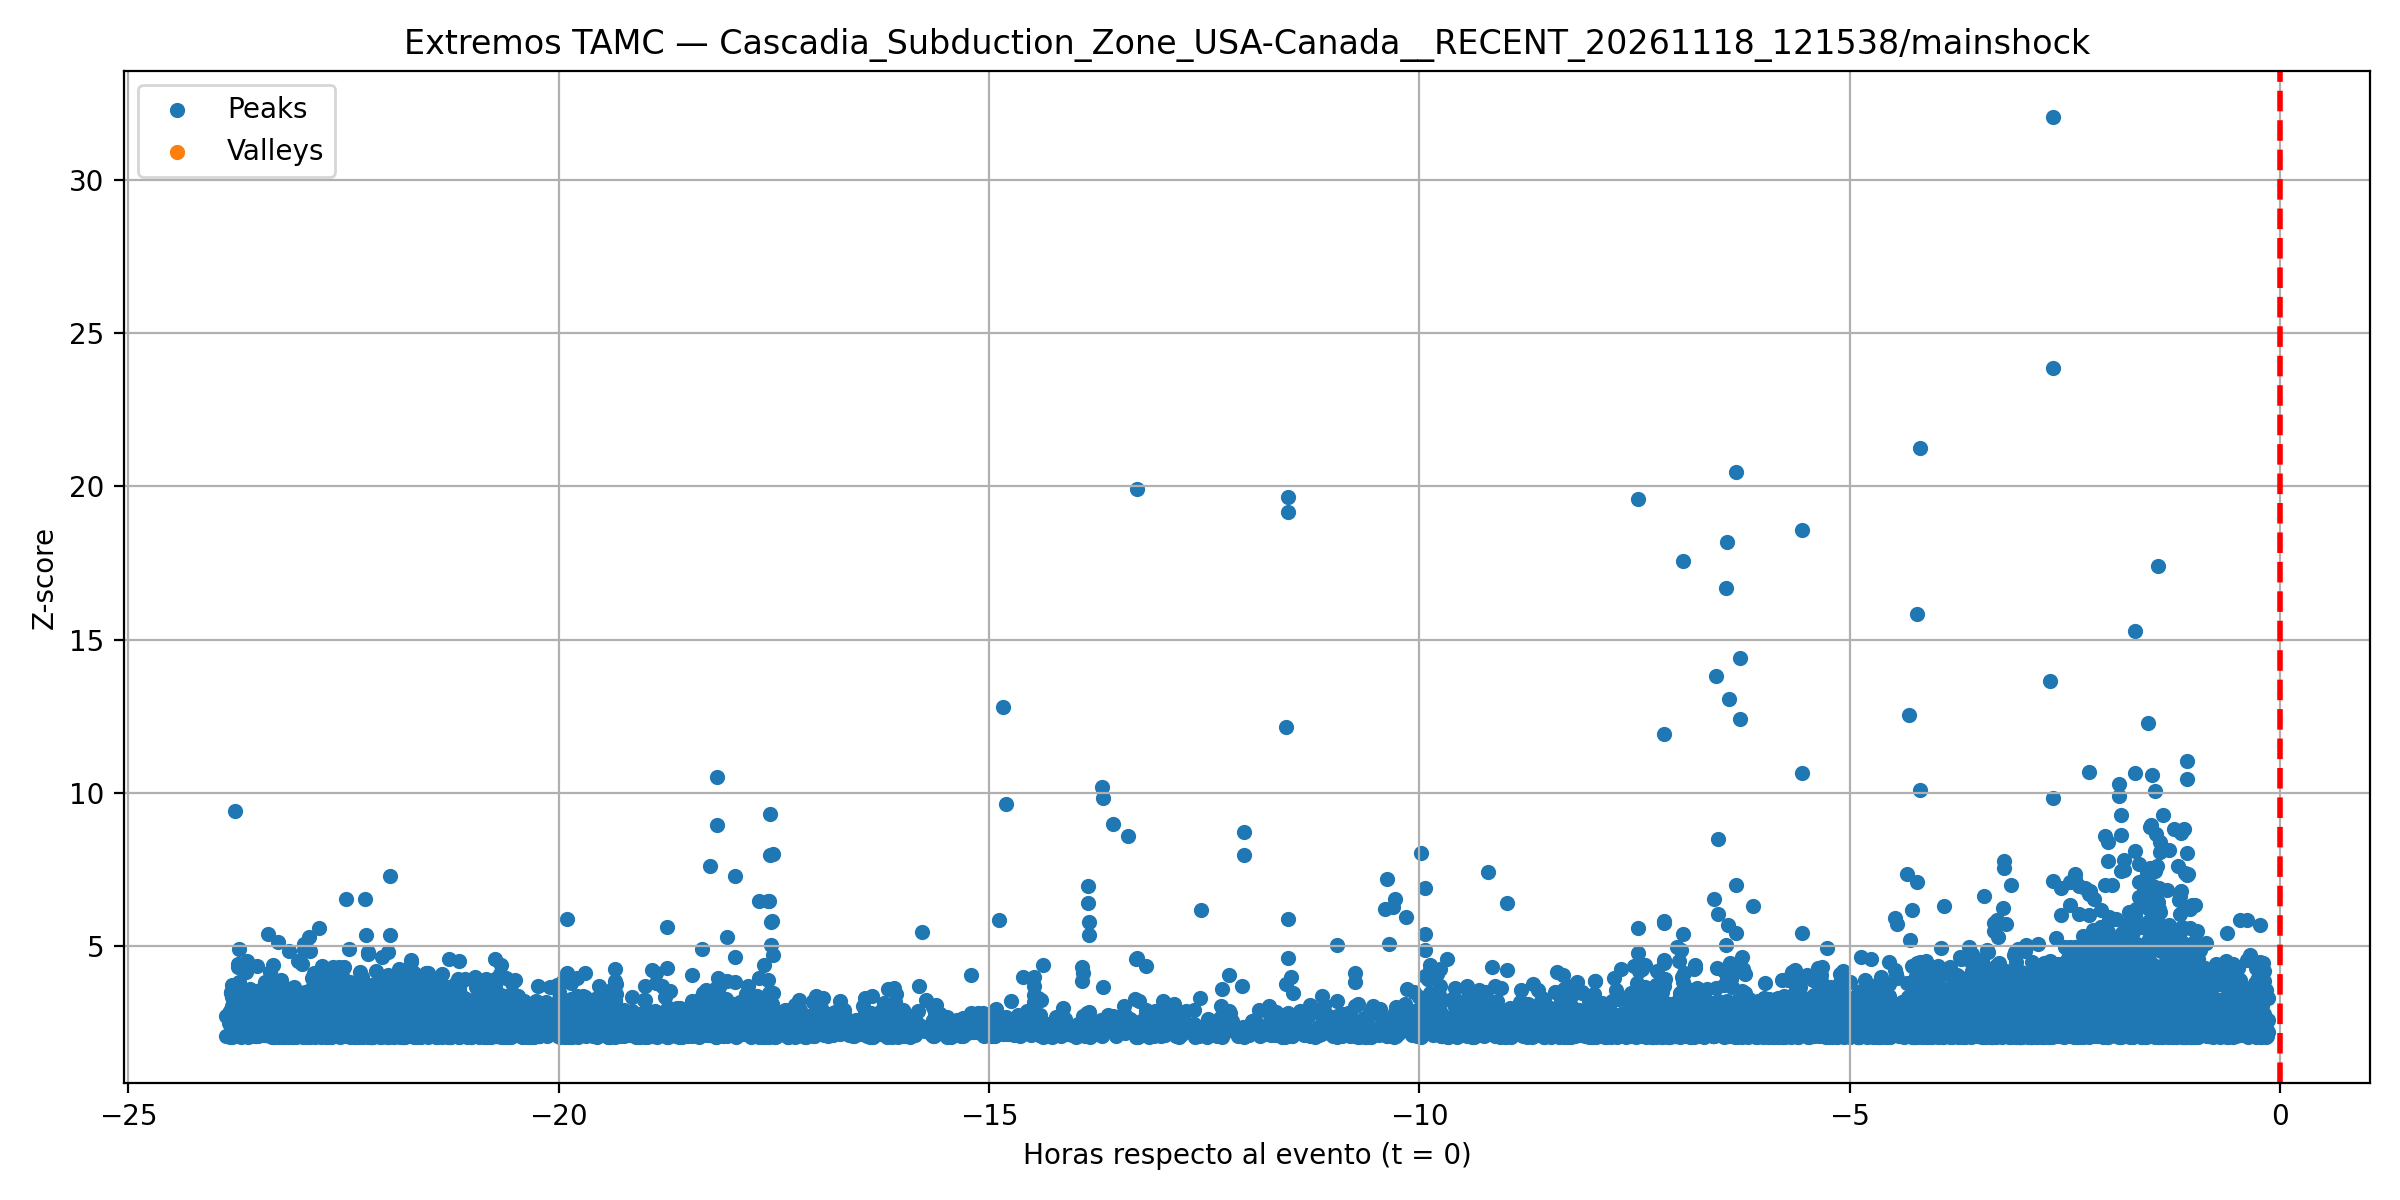 Extremos TAMC — Cascadia_Subduction_Zone_USA-Canada__RECENT_20261118_121538/mainshock
Peaks
Valleys
30
25
20
15
10
5
Z-score
−25
−20
−15
−10
−5
0
Horas respecto al evento (t = 0)